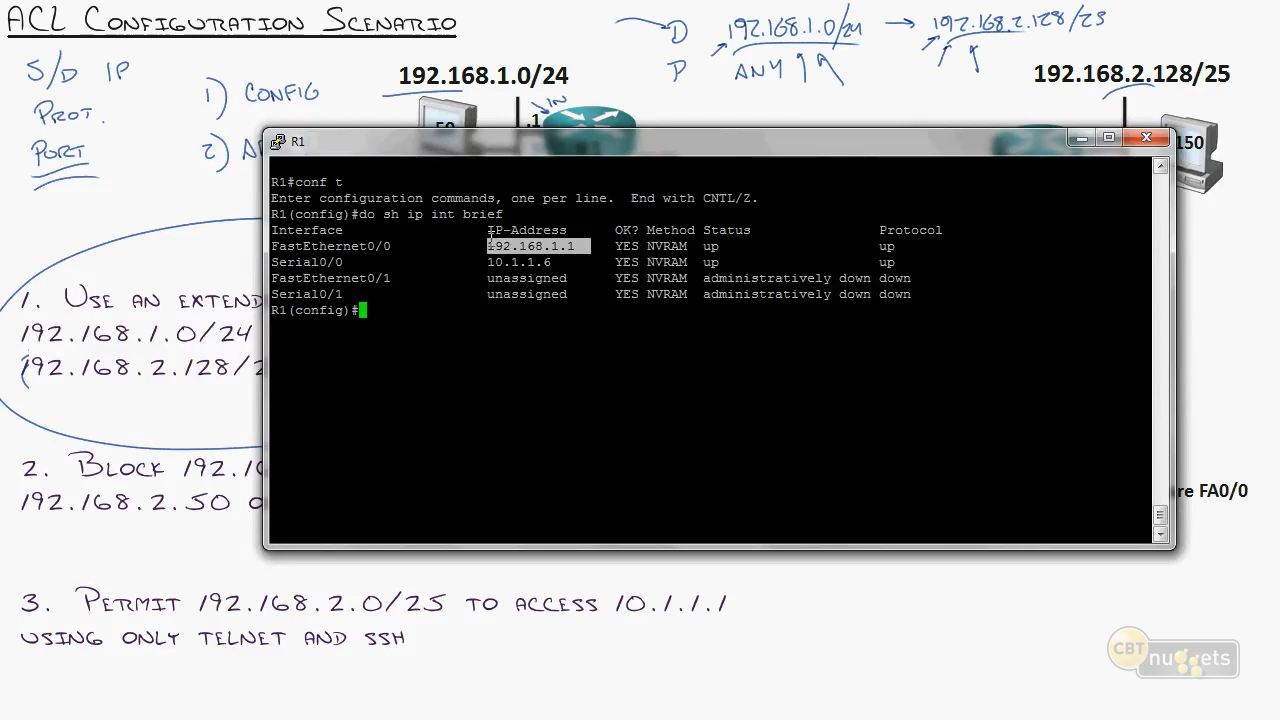 ACL Configuration Scenario
D 192.168.1.0/24 → 192.168.2.128/25
P ANY
S/D IP
Prot.
Port
1) Config
2)
192.168.1.0/24
192.168.2.128/25
50
.1
IN
150
R1
R1#conf t
Enter configuration commands, one per line. End with CNTL/Z.
R1(config)#do sh ip int brief
Interface IP-Address OK? Method Status Protocol
FastEthernet0/0 192.168.1.1 YES NVRAM up up
Serial0/0 10.1.1.6 YES NVRAM up up
FastEthernet0/1 unassigned YES NVRAM administratively down down
Serial0/1 unassigned YES NVRAM administratively down down
R1(config)#
1. Use an extend
192.168.1.0/24
192.168.2.128/2
2. Block 192.16
192.168.2.50
re FA0/0
3. Permit 192.168.2.0/25 to access 10.1.1.1
using only telnet and SSH
CBT nuggets